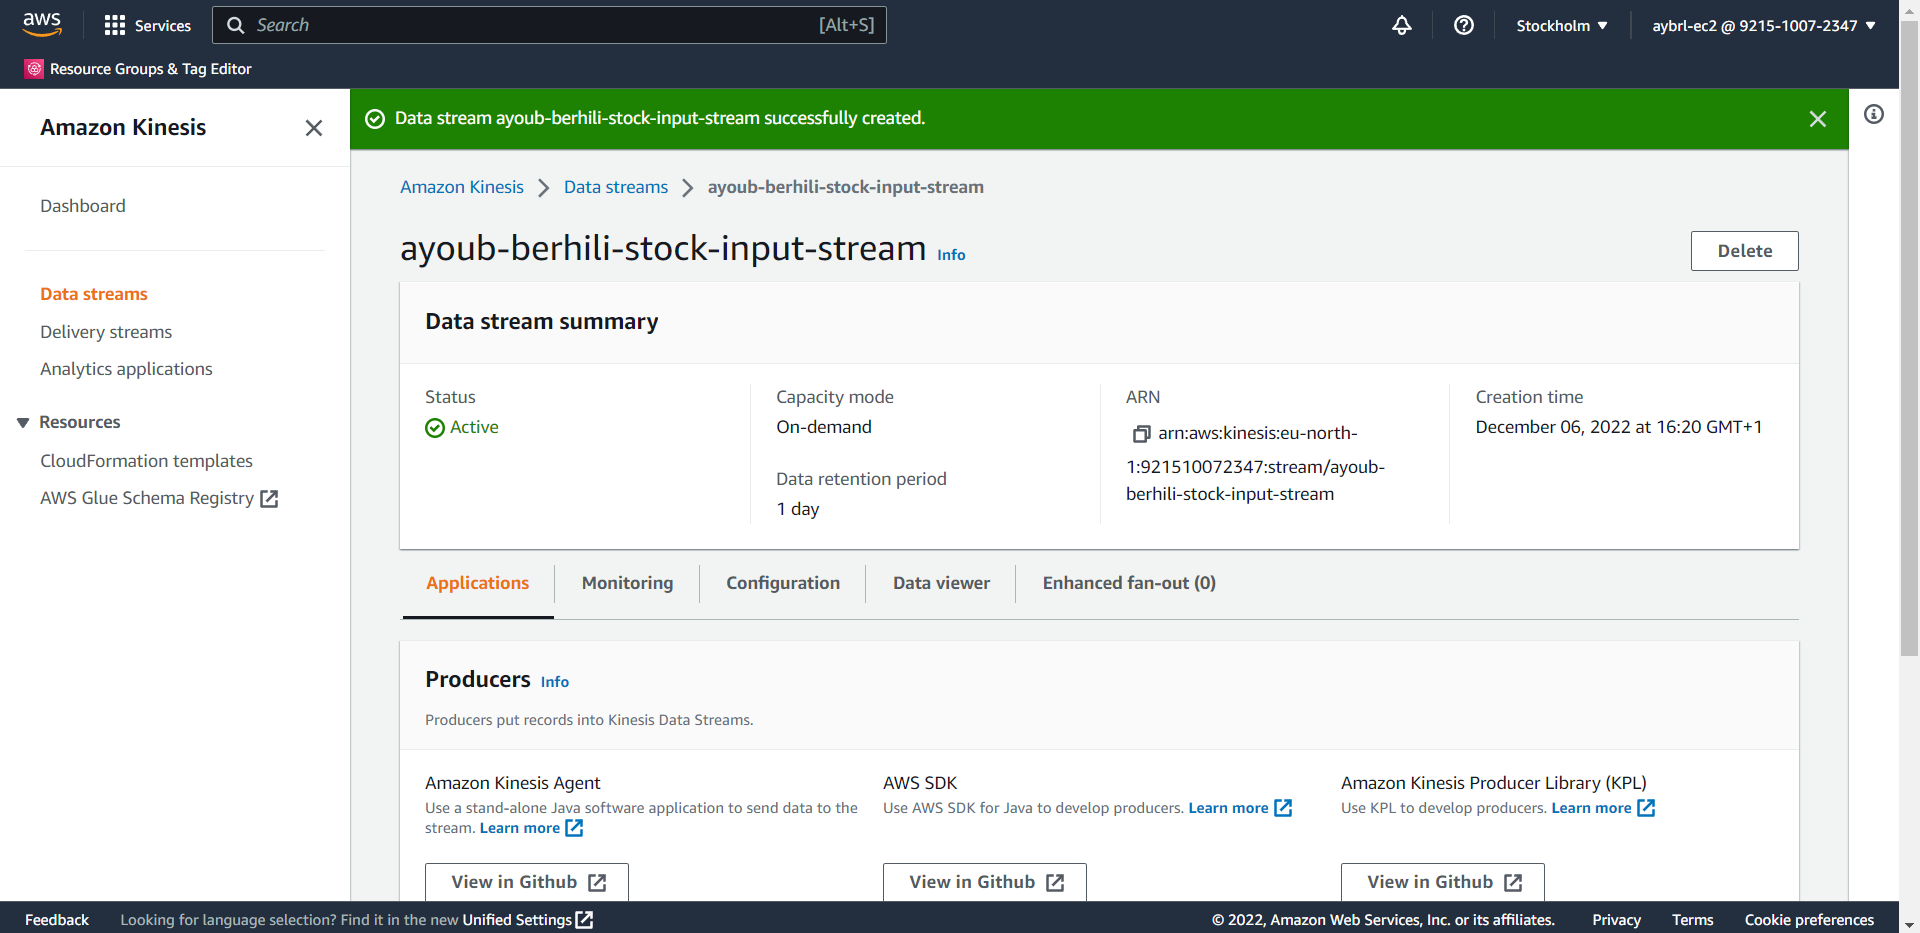 aws
Services
Search
[Alt+S]
Stockholm
aybrl-ec2 @ 9215-1007-2347
Resource Groups & Tag Editor
Amazon Kinesis
Dashboard
Data streams
Delivery streams
Analytics applications
Resources
CloudFormation templates
AWS Glue Schema Registry
Data stream ayoub-berhili-stock-input-stream successfully created.
Amazon Kinesis
Data streams
ayoub-berhili-stock-input-stream
ayoub-berhili-stock-input-stream Info
Delete
Data stream summary
Status
Active
Capacity mode
On-demand
Data retention period
1 day
ARN
arn:aws:kinesis:eu-north-
1:921510072347:stream/ayoub-
berhili-stock-input-stream
Creation time
December 06, 2022 at 16:20 GMT+1
Applications
Monitoring
Configuration
Data viewer
Enhanced fan-out (0)
Producers Info
Producers put records into Kinesis Data Streams.
Amazon Kinesis Agent
Use a stand-alone Java software application to send data to the
stream. Learn more
View in Github
AWS SDK
Use AWS SDK for Java to develop producers. Learn more
View in Github
Amazon Kinesis Producer Library (KPL)
Use KPL to develop producers. Learn more
View in Github
Feedback
Looking for language selection? Find it in the new Unified Settings
© 2022, Amazon Web Services, Inc. or its affiliates.
Privacy
Terms
Cookie preferences